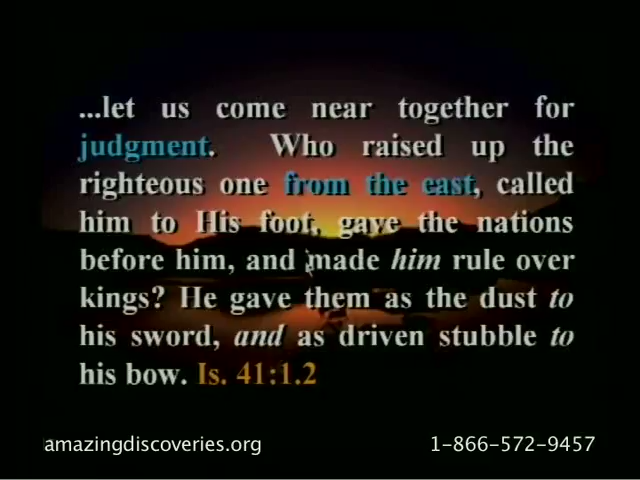 ...let us come near together for
judgment. Who raised up the
righteous one from the east, called
him to His foot, gave the nations
before him, and made him rule over
kings? He gave them as the dust to
his sword, and as driven stubble to
his bow. Is. 41:1.2
amazingdiscoveries.org 1-866-572-9457